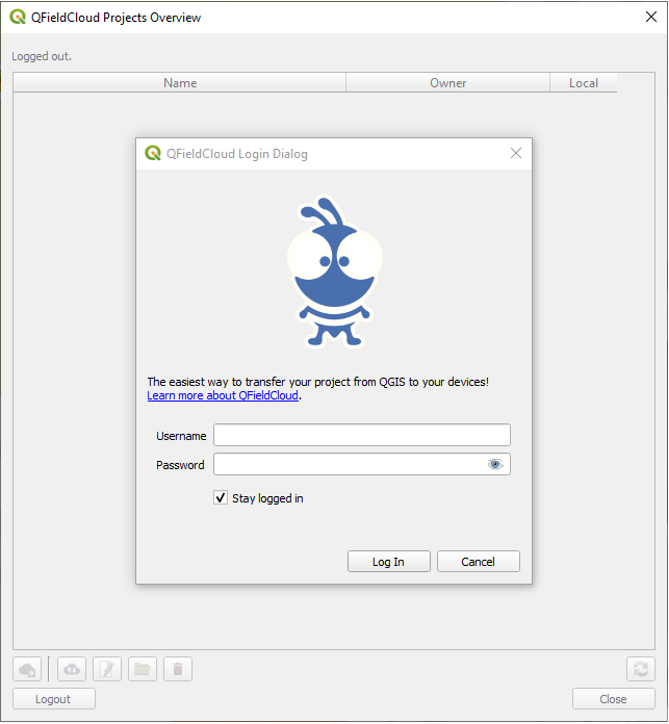 QFieldCloud Projects Overview
Logged out.
Name Owner Local
QFieldCloud Login Dialog
The easiest way to transfer your project from QGIS to your devices!
Learn more about QFieldCloud.
Username
Password
Stay logged in
Log In Cancel
Logout Close